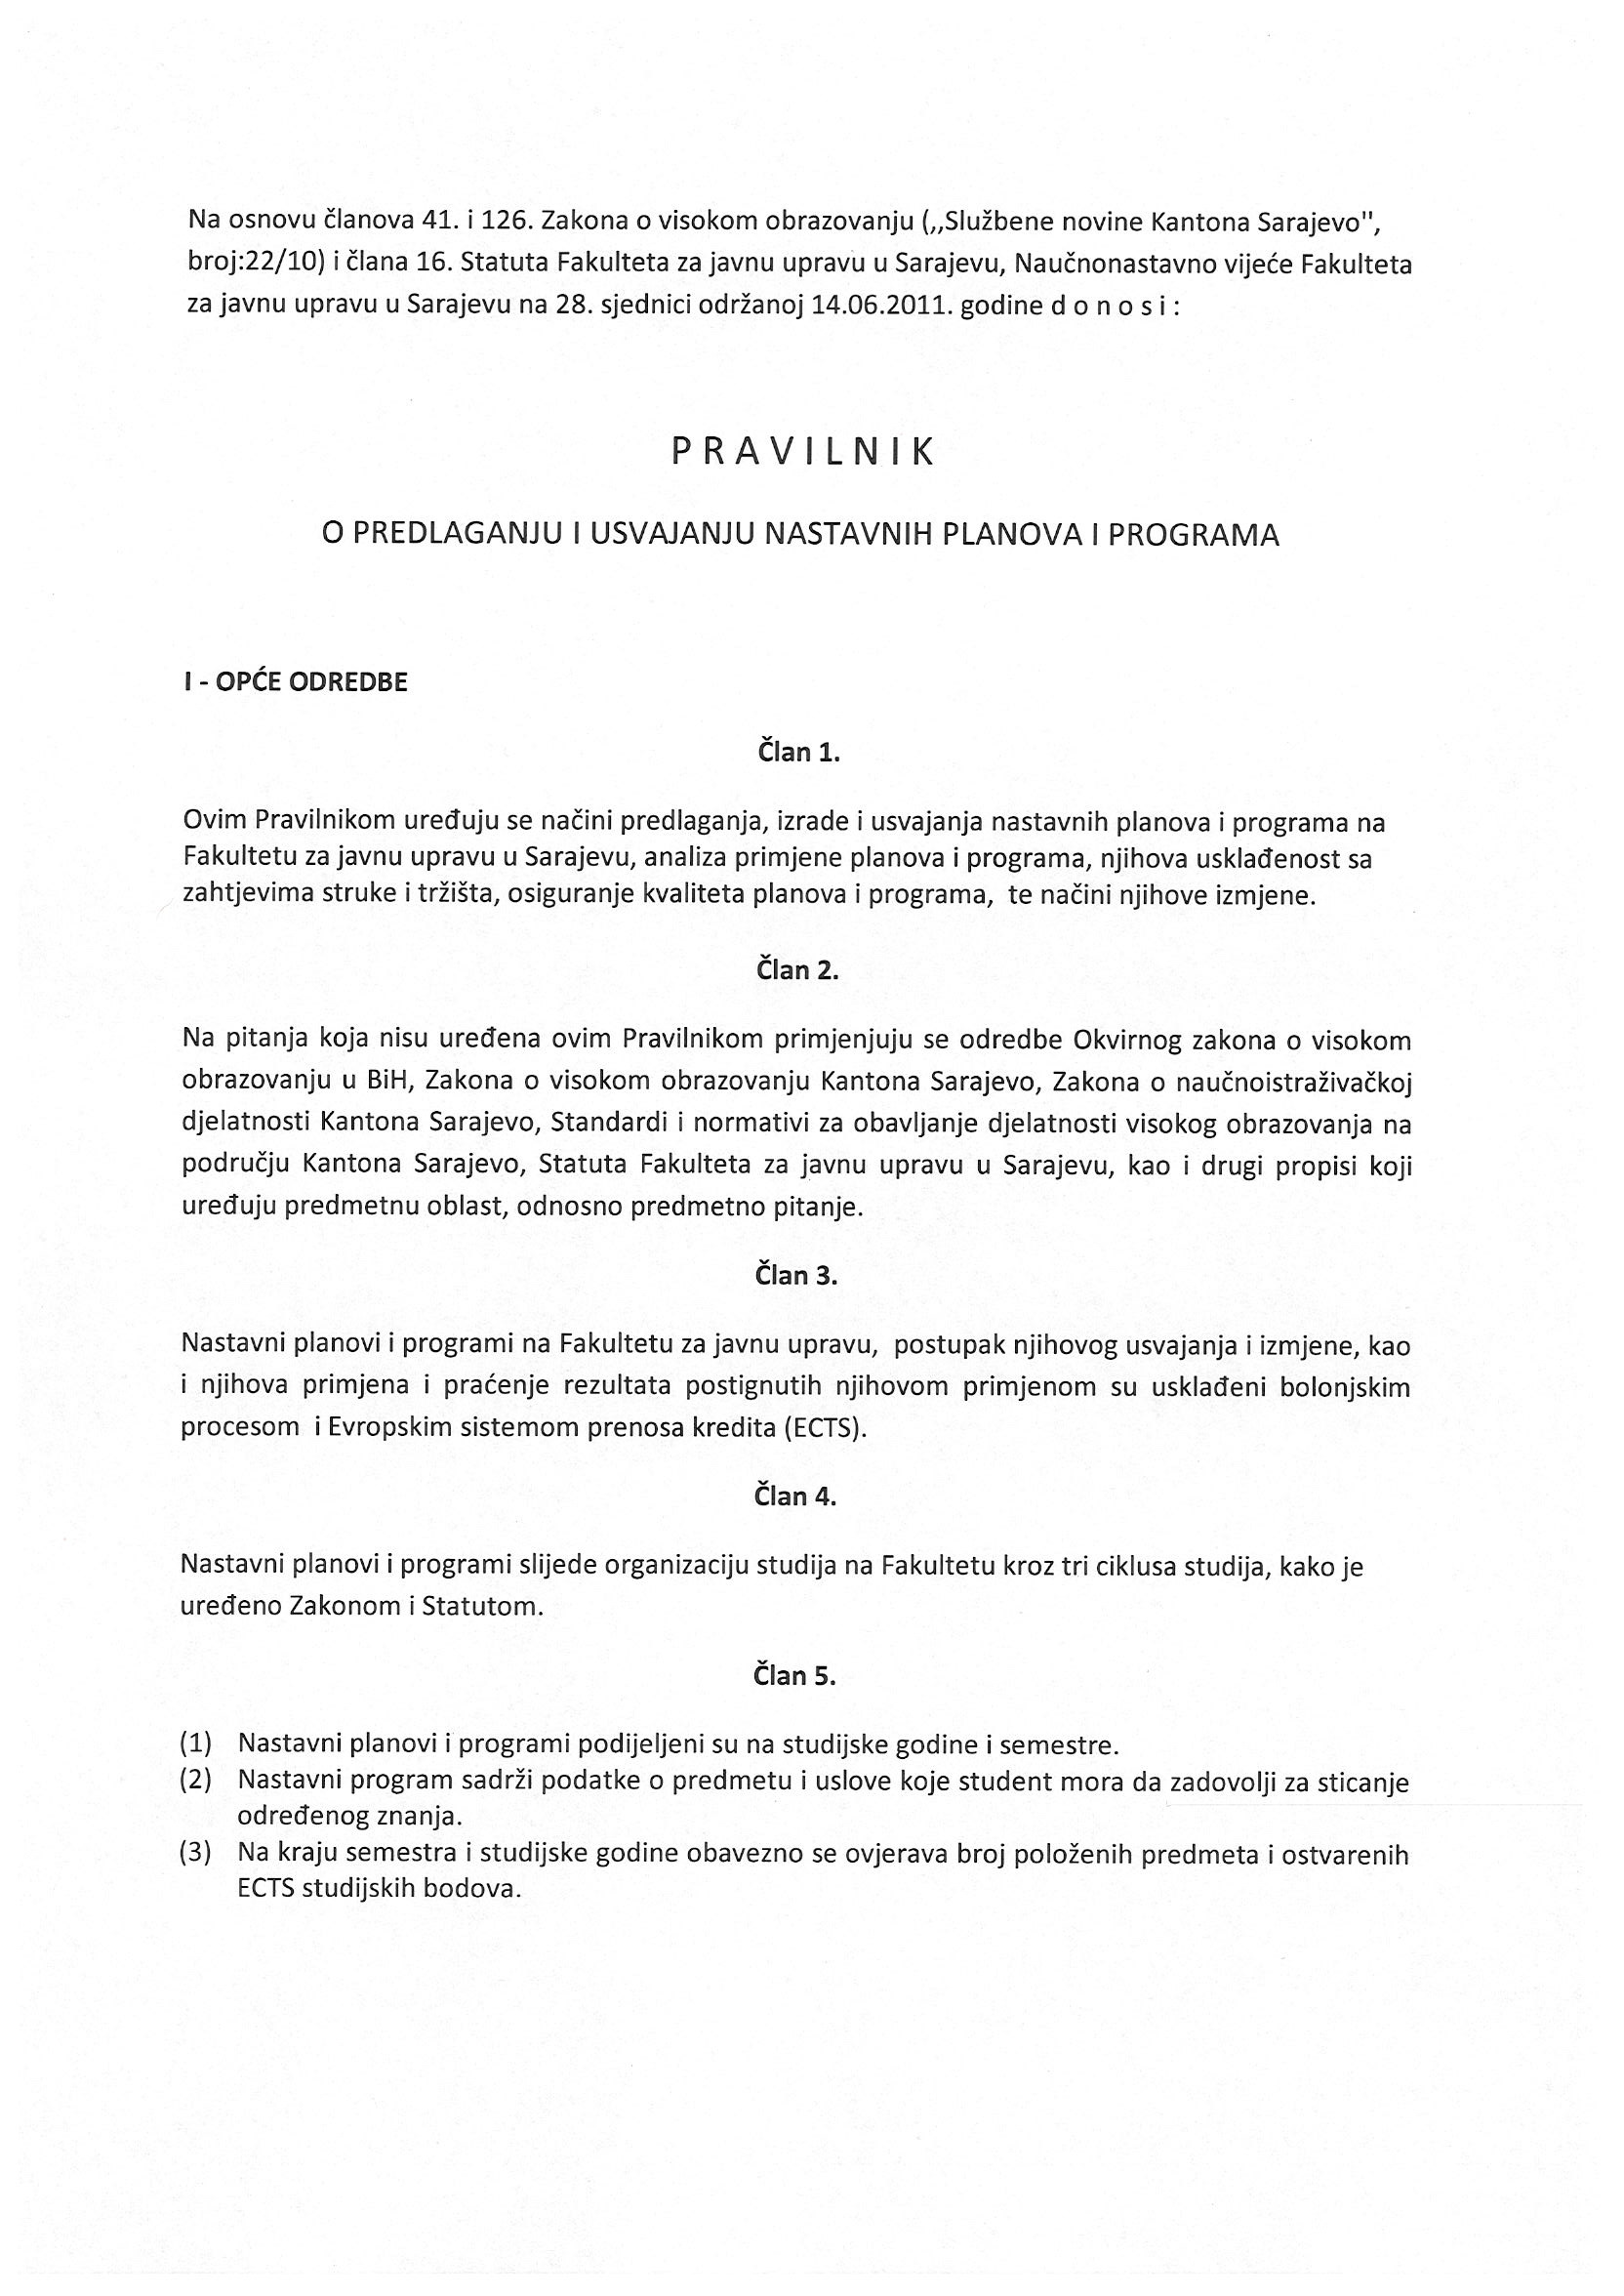 Na osnovu članova 41. i 126. Zakona o visokom obrazovanju (,,Službene novine Kantona Sarajevo",
broj:22/10) i člana 16. Statuta Fakulteta za javnu upravu u Sarajevu, Naučnonastavno vijeće Fakulteta
za javnu upravu u Sarajevu na 28. sjednici održanoj 14.06.2011. godine d o n o s i :
P R A V I L N I K
O PREDLAGANJU I USVAJANJU NASTAVNIH PLANOVA I PROGRAMA
I - OPĆE ODREDBE
Član 1.
Ovim Pravilnikom uređuju se načini predlaganja, izrade i usvajanja nastavnih planova i programa na
Fakultetu za javnu upravu u Sarajevu, analiza primjene planova i programa, njihova usklađenost sa
zahtjevima struke i tržišta, osiguranje kvaliteta planova i programa, te načini njihove izmjene.
Član 2.
Na pitanja koja nisu uređena ovim Pravilnikom primjenjuju se odredbe Okvirnog zakona o visokom
obrazovanju u BiH, Zakona o visokom obrazovanju Kantona Sarajevo, Zakona o naučnoistraživačkoj
djelatnosti Kantona Sarajevo, Standardi i normativi za obavljanje djelatnosti visokog obrazovanja na
području Kantona Sarajevo, Statuta Fakulteta za javnu upravu u Sarajevu, kao i drugi propisi koji
uređuju predmetnu oblast, odnosno predmetno pitanje.
Član 3.
Nastavni planovi i programi na Fakultetu za javnu upravu, postupak njihovog usvajanja i izmjene, kao
i njihova primjena i praćenje rezultata postignutih njihovom primjenom su usklađeni bolonjskim
procesom i Evropskim sistemom prenosa kredita (ECTS).
Član 4.
Nastavni planovi i programi slijede organizaciju studija na Fakultetu kroz tri ciklusa studija, kako je
uređeno Zakonom i Statutom.
Član 5.
(1) Nastavni planovi i programi podijeljeni su na studijske godine i semestre.
(2) Nastavni program sadrži podatke o predmetu i uslove koje student mora da zadovolji za sticanje
određenog znanja.
(3) Na kraju semestra i studijske godine obavezno se ovjerava broj položenih predmeta i ostvarenih
ECTS studijskih bodova.